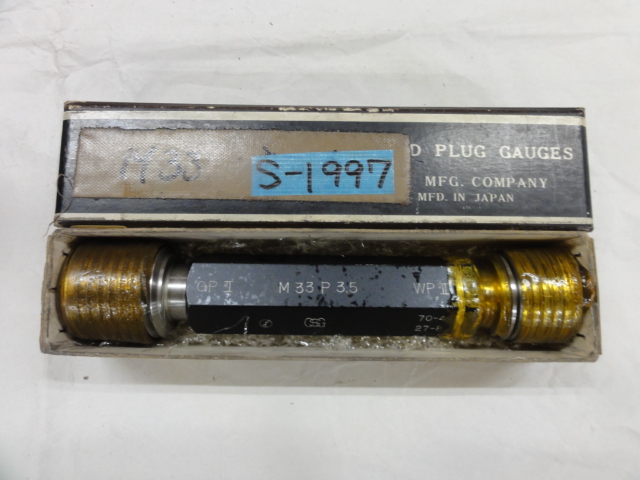 D PLUG GAUGES
M33
S-1997
MFG. COMPANY
MFD. IN JAPAN
GP II M 33 P 3.5 WP II
OSG